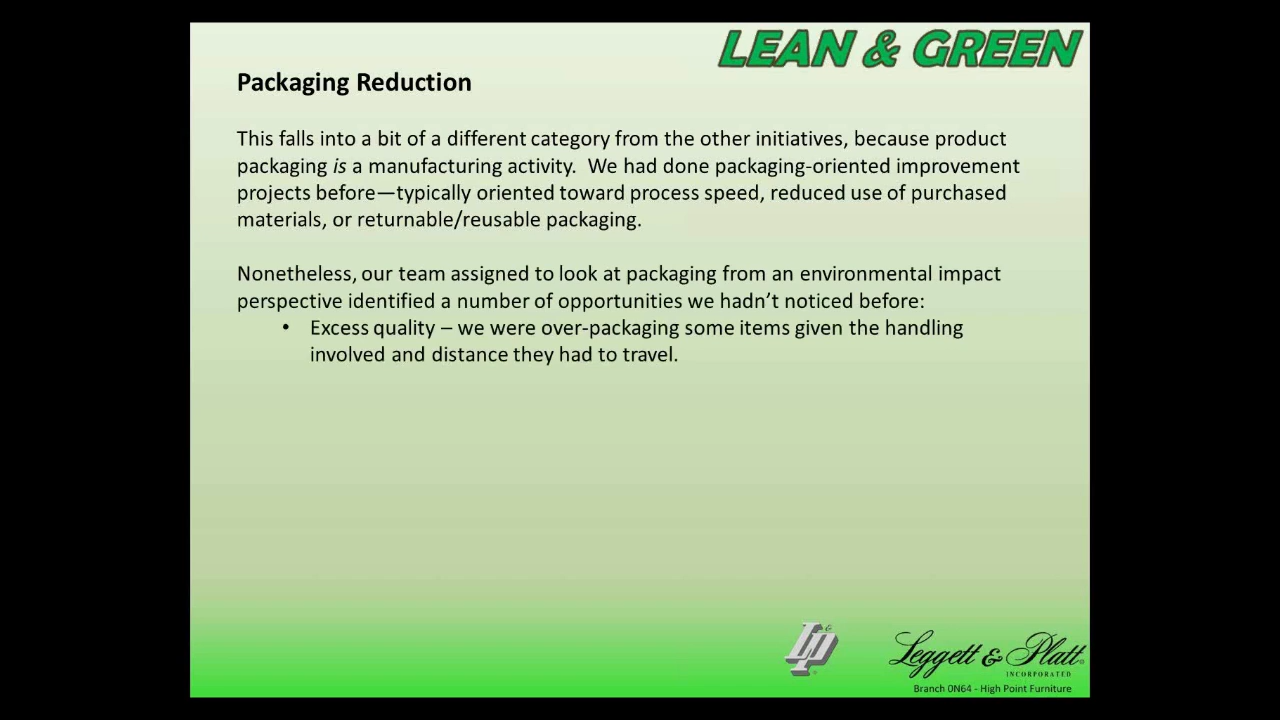 LEAN & GREEN
Packaging Reduction
This falls into a bit of a different category from the other initiatives, because product
packaging is a manufacturing activity.  We had done packaging-oriented improvement
projects before—typically oriented toward process speed, reduced use of purchased
materials, or returnable/reusable packaging.
Nonetheless, our team assigned to look at packaging from an environmental impact
perspective identified a number of opportunities we hadn’t noticed before:
• Excess quality – we were over-packaging some items given the handling
involved and distance they had to travel.
L&P
Leggett & Platt
INCORPORATED
Branch 0N64 - High Point Furniture